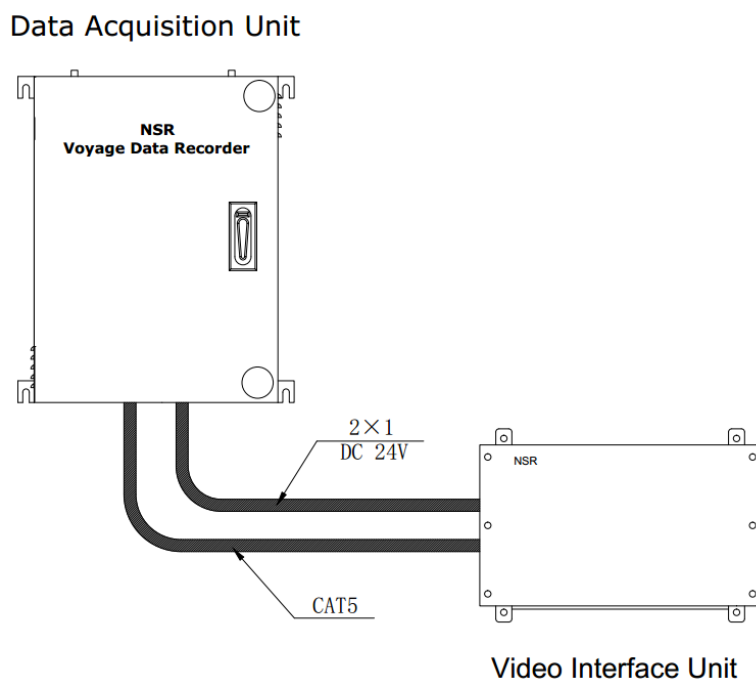 Data Acquisition Unit
NSR
Voyage Data Recorder
2×1
DC 24V
NSR
CAT5
Video Interface Unit